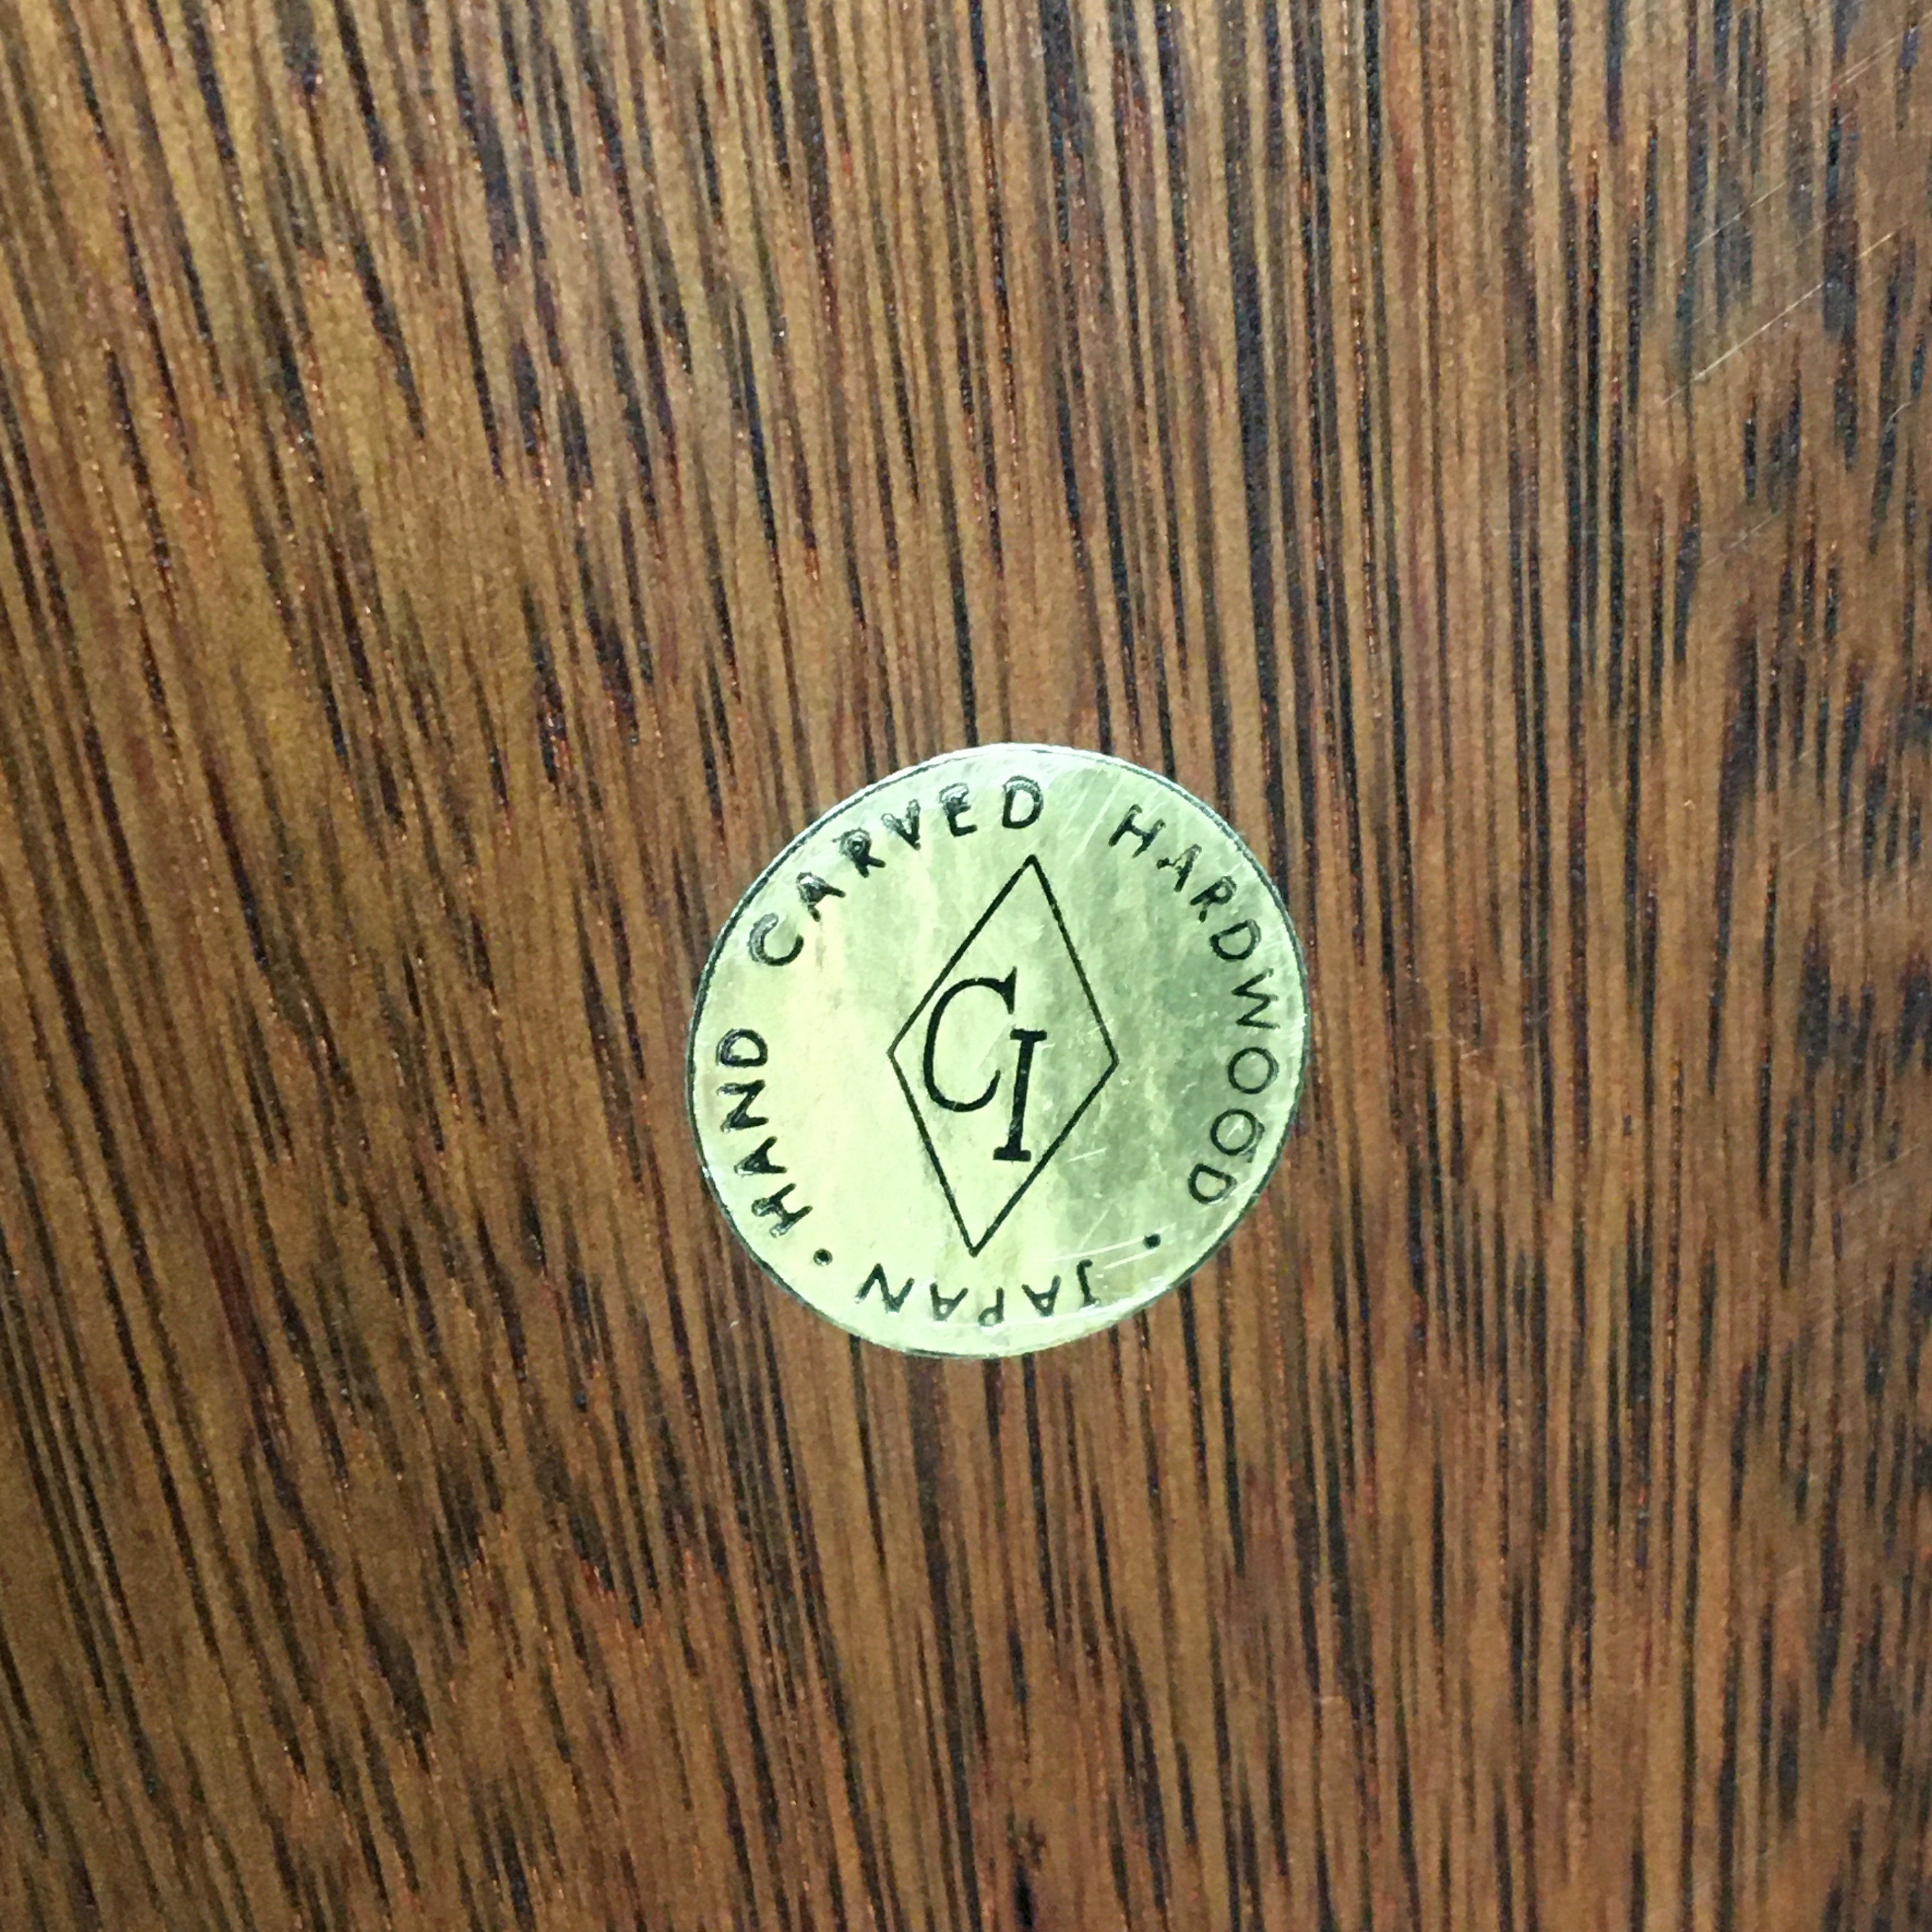 HAND CARVED HARDWOOD
• JAPAN •
CI